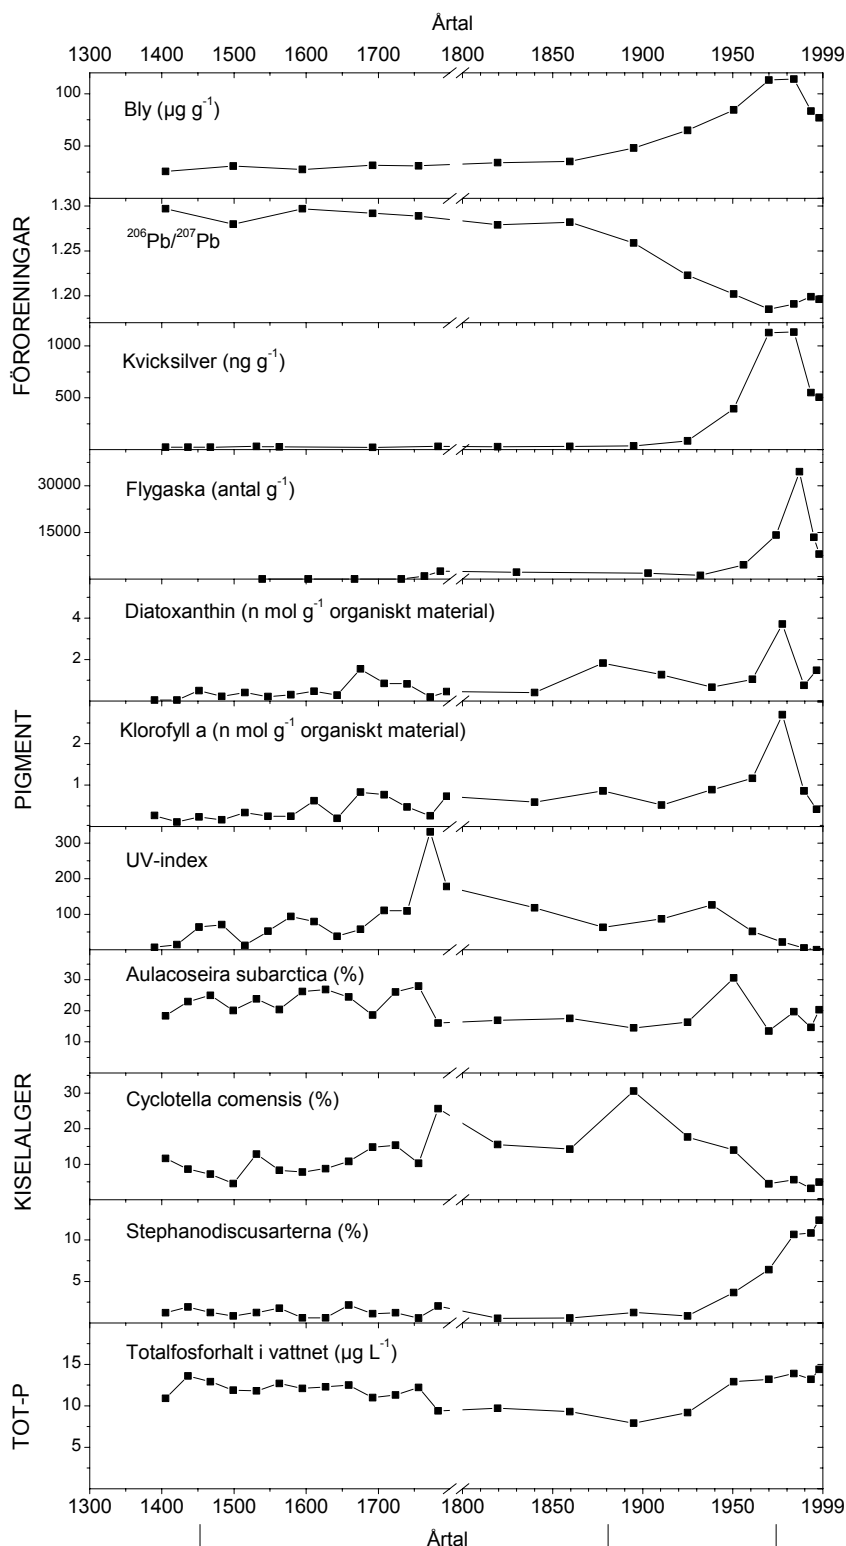 Årtal
1300 1400 1500 1600 1700 1800 1850 1900 1950 1999
FÖRORENINGAR
Bly (µg g⁻¹)
100
50
²⁰⁶Pb/²⁰⁷Pb
1.30
1.25
1.20
Kvicksilver (ng g⁻¹)
1000
500
Flygaska (antal g⁻¹)
30000
15000
PIGMENT
Diatoxanthin (n mol g⁻¹ organiskt material)
4
2
Klorofyll a (n mol g⁻¹ organiskt material)
2
1
UV-index
300
200
100
KISELALGER
Aulacoseira subarctica (%)
30
20
10
Cyclotella comensis (%)
30
20
10
Stephanodiscusarterna (%)
10
5
TOT-P
Totalfosforhalt i vattnet (µg L⁻¹)
15
10
5
1300 1400 1500 1600 1700 1800 1850 1900 1950 1999
Årtal